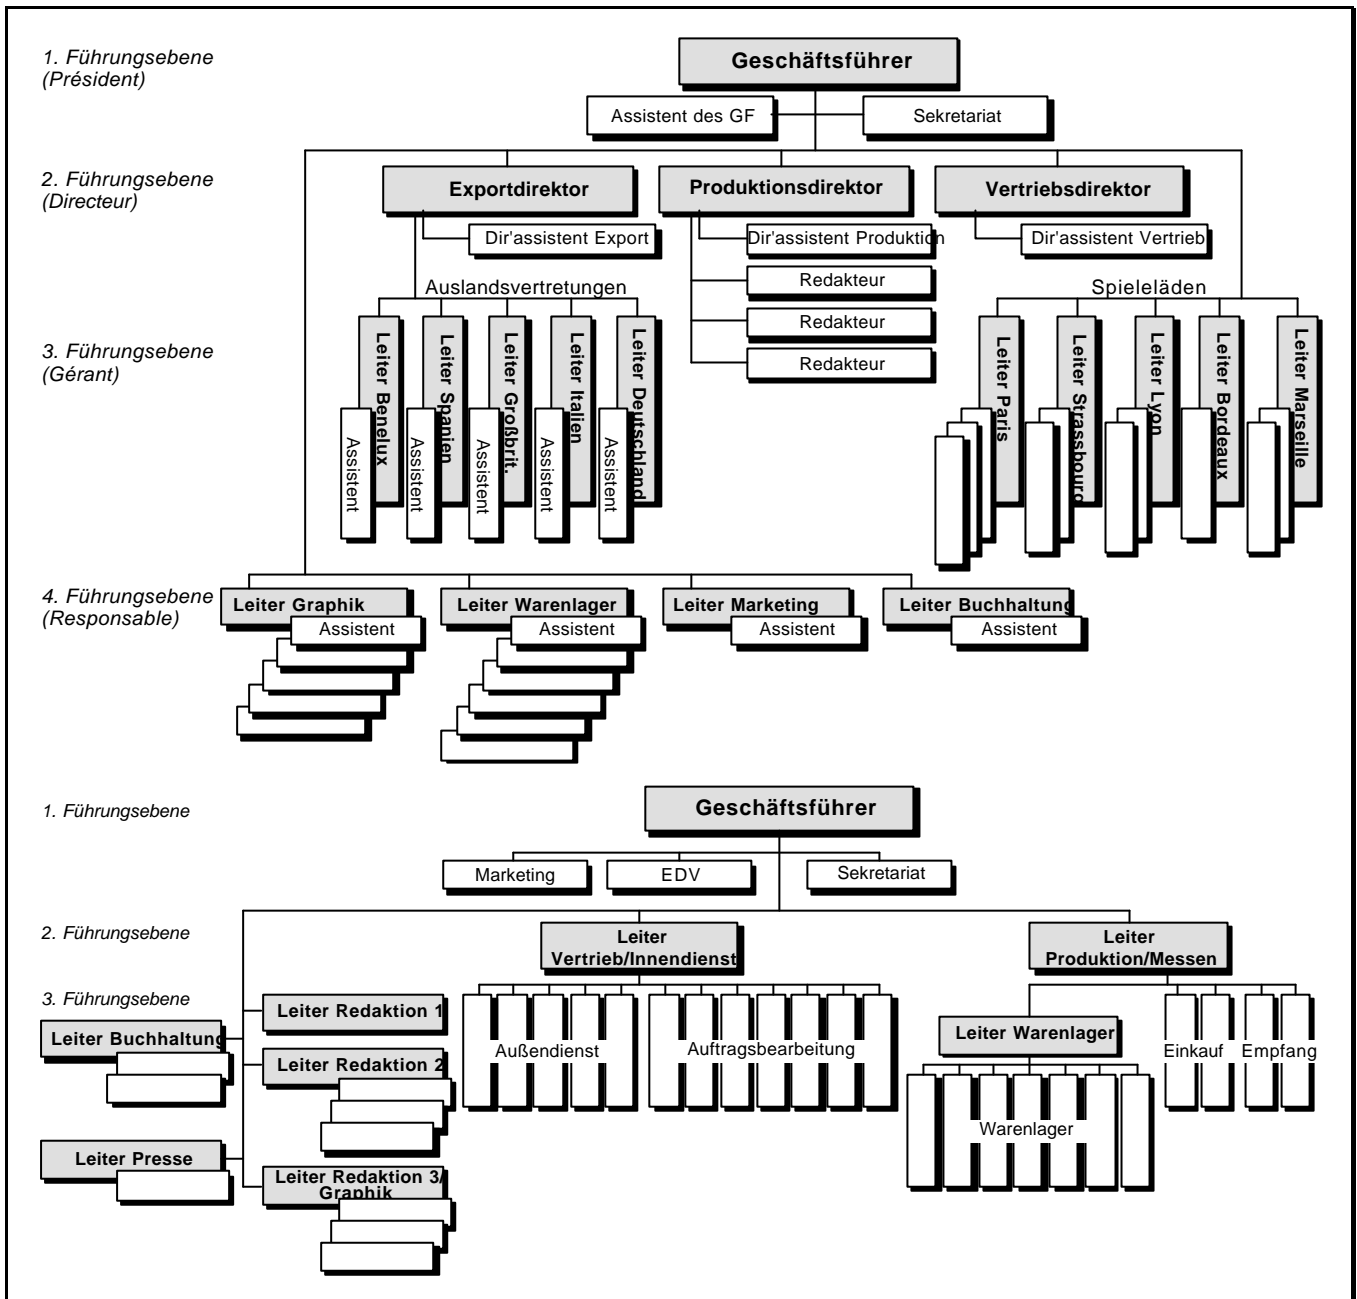 1. Führungsebene
(Président)
Geschäftsführer
Assistent des GF
Sekretariat
2. Führungsebene
(Directeur)
Exportdirektor
Produktionsdirektor
Vertriebsdirektor
Dir'assistent Export
Dir'assistent Produktion
Dir'assistent Vertrieb
Redakteur
Redakteur
Redakteur
Auslandsvertretungen
Spieleläden
3. Führungsebene
(Gérant)
Leiter Benelux
Leiter Spanien
Leiter Großbrit.
Leiter Italien
Leiter Deutschland
Assistent
Assistent
Assistent
Assistent
Assistent
Leiter Paris
Leiter Strassbourg
Leiter Lyon
Leiter Bordeaux
Leiter Marseille
4. Führungsebene
(Responsable)
Leiter Graphik
Leiter Warenlager
Leiter Marketing
Leiter Buchhaltung
Assistent
Assistent
Assistent
Assistent
1. Führungsebene
Geschäftsführer
Marketing
EDV
Sekretariat
2. Führungsebene
Leiter
Vertrieb/Innendienst
Leiter
Produktion/Messen
3. Führungsebene
Leiter Redaktion 1
Leiter Buchhaltung
Leiter Redaktion 2
Leiter Presse
Leiter Redaktion 3/
Graphik
Außendienst
Auftragsbearbeitung
Leiter Warenlager
Einkauf
Empfang
Warenlager